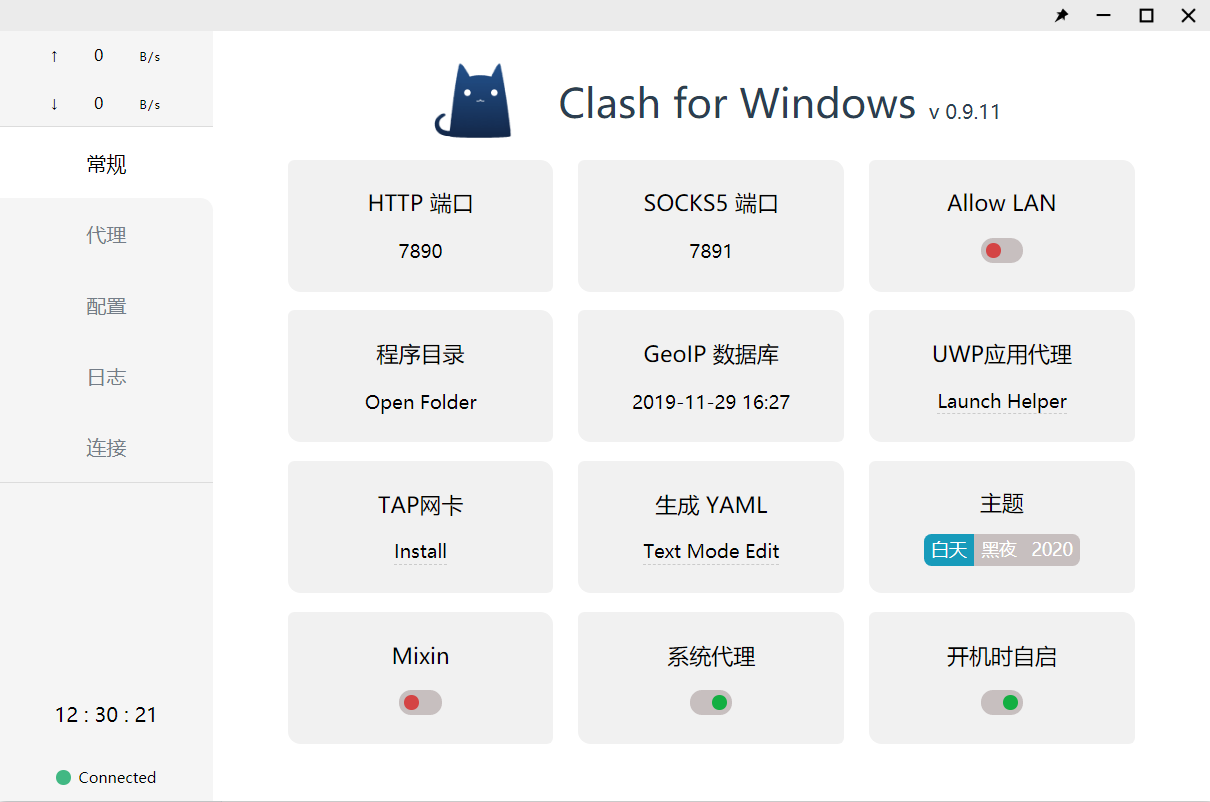 ↑ 0 B/s
↓ 0 B/s
常规
代理
配置
日志
连接
12 : 30 : 21
Connected
Clash for Windows v 0.9.11
HTTP 端口
7890
SOCKS5 端口
7891
Allow LAN
程序目录
Open Folder
GeoIP 数据库
2019-11-29 16:27
UWP应用代理
Launch Helper
TAP网卡
Install
生成 YAML
Text Mode Edit
主题
白天 黑夜 2020
Mixin
系统代理
开机时自启